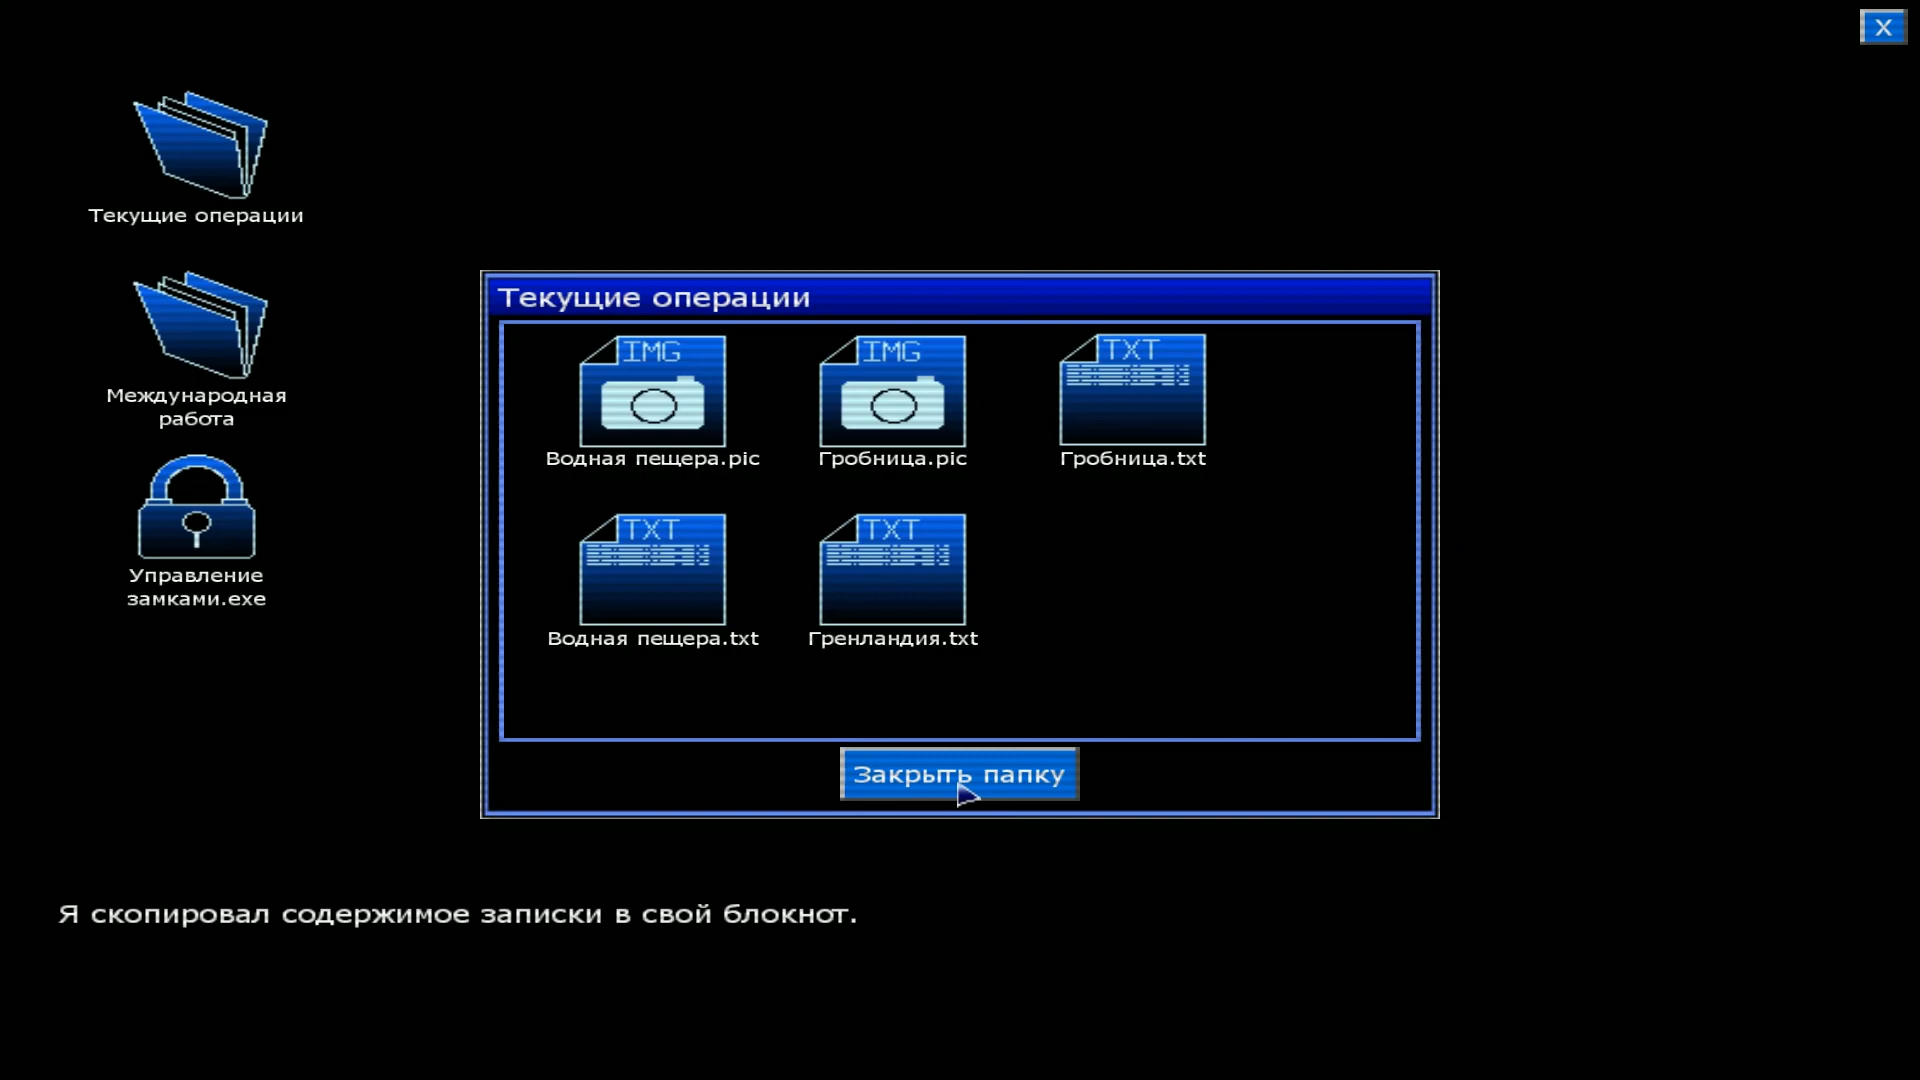 X
Текущие операции
Международная
работа
Управление
замками.exe
Текущие операции
IMG
IMG
TXT
Водная пещера.pic
Гробница.pic
Гробница.txt
TXT
TXT
Водная пещера.txt
Гренландия.txt
Закрыть папку
Я скопировал содержимое записки в свой блокнот.